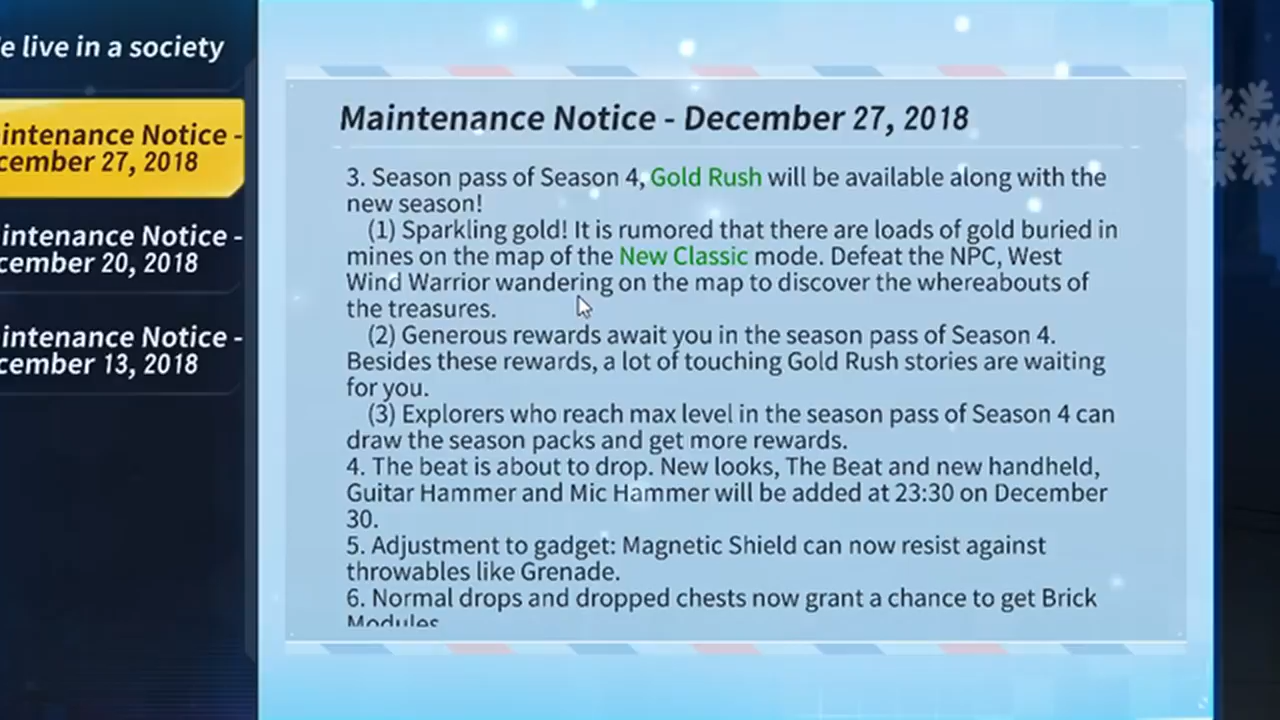 e live in a society
intenance Notice -
cember 27, 2018
intenance Notice -
cember 20, 2018
intenance Notice -
cember 13, 2018
Maintenance Notice - December 27, 2018
3. Season pass of Season 4, Gold Rush will be available along with the
new season!
(1) Sparkling gold! It is rumored that there are loads of gold buried in
mines on the map of the New Classic mode. Defeat the NPC, West
Wind Warrior wandering on the map to discover the whereabouts of
the treasures.
(2) Generous rewards await you in the season pass of Season 4.
Besides these rewards, a lot of touching Gold Rush stories are waiting
for you.
(3) Explorers who reach max level in the season pass of Season 4 can
draw the season packs and get more rewards.
4. The beat is about to drop. New looks, The Beat and new handheld,
Guitar Hammer and Mic Hammer will be added at 23:30 on December
30.
5. Adjustment to gadget: Magnetic Shield can now resist against
throwables like Grenade.
6. Normal drops and dropped chests now grant a chance to get Brick
Modules